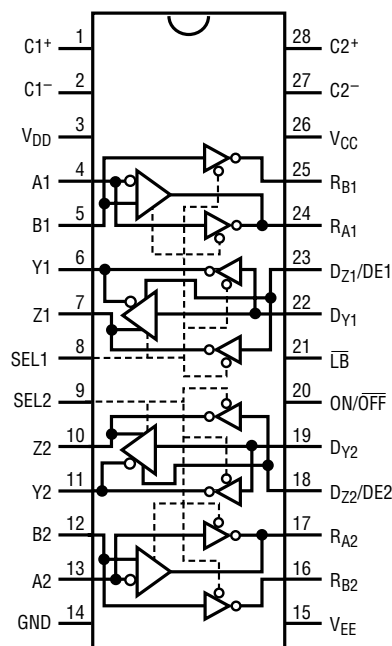 C1+ 1 28 C2+
C1− 2 27 C2−
VDD 3 26 VCC
A1 4 25 RB1
B1 5 24 RA1
Y1 6 23 DZ1/DE1
Z1 7 22 DY1
SEL1 8 21 L̅B̅
SEL2 9 20 ON/O̅F̅F̅
Z2 10 19 DY2
Y2 11 18 DZ2/DE2
B2 12 17 RA2
A2 13 16 RB2
GND 14 15 VEE